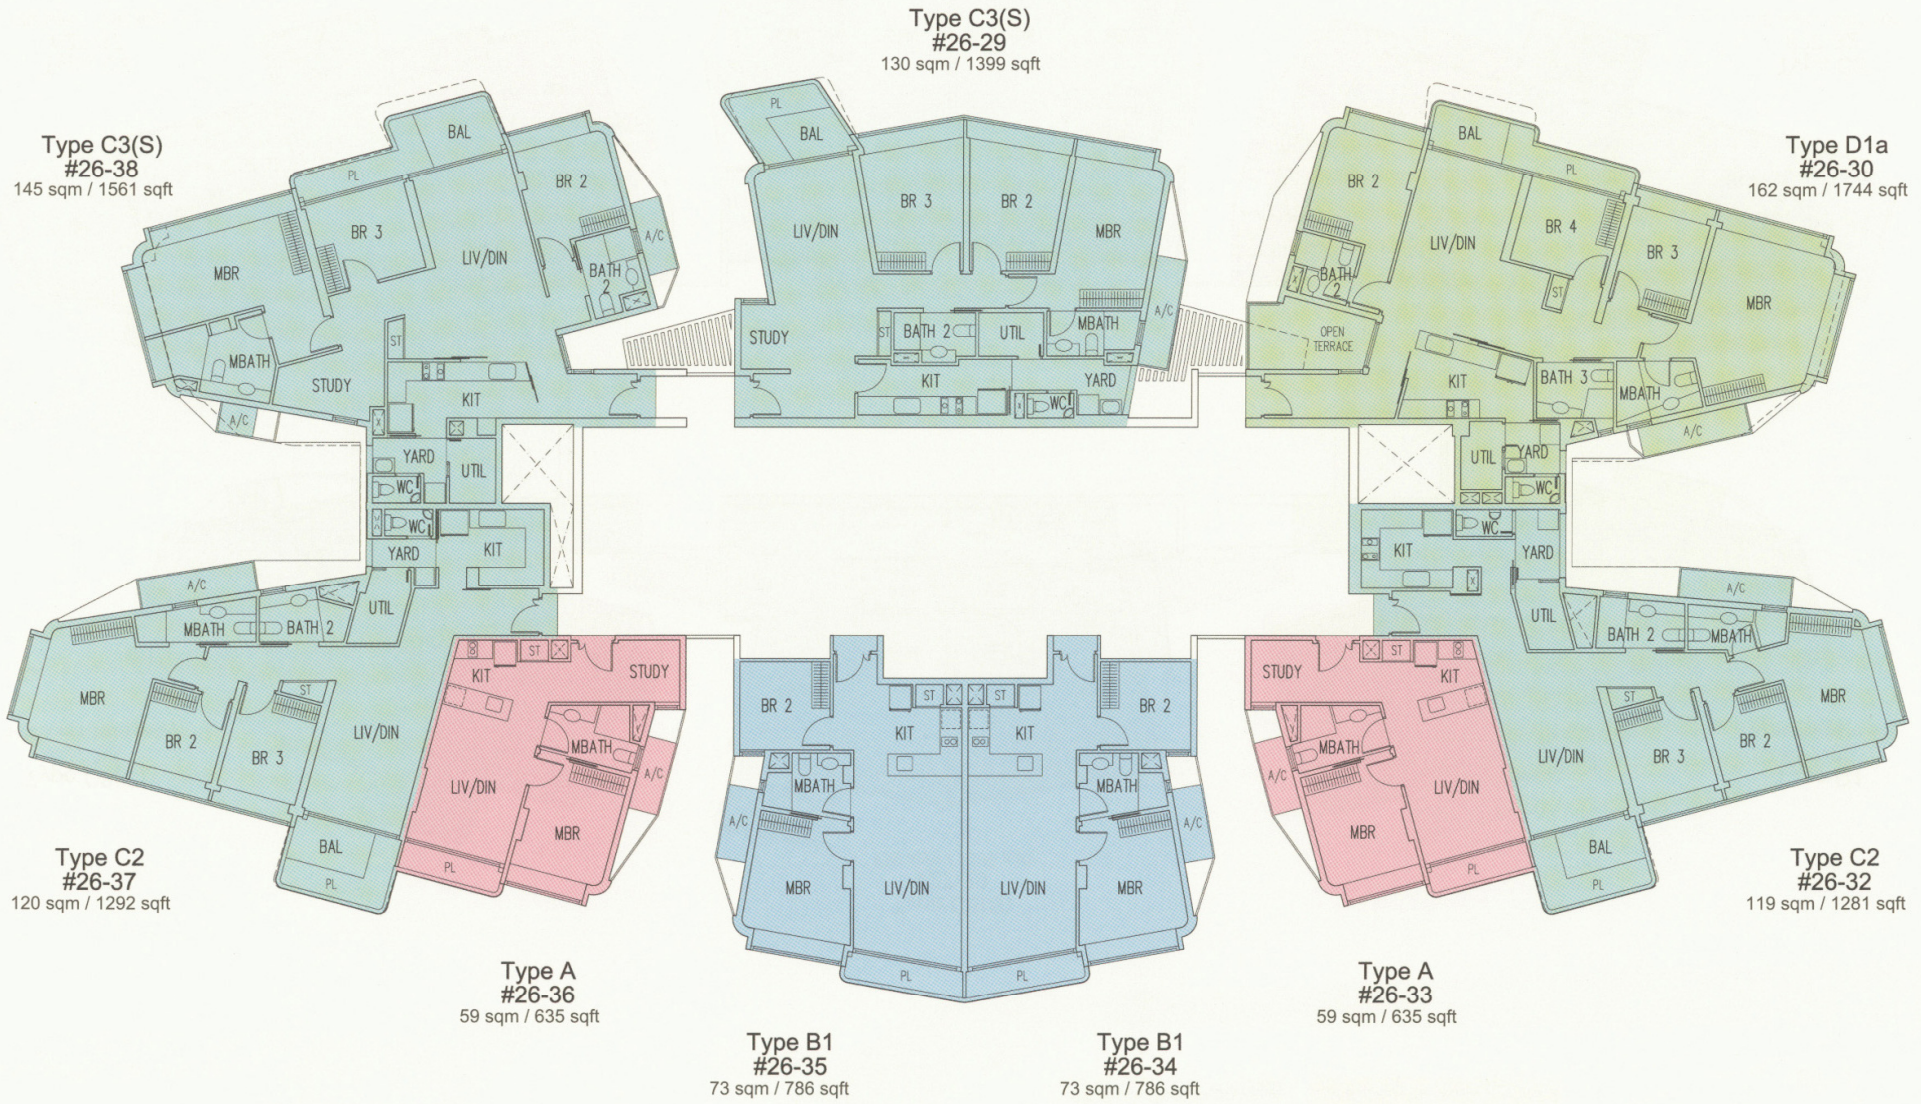 Type C3(S)
#26-29
130 sqm / 1399 sqft
Type C3(S)
#26-38
145 sqm / 1561 sqft
Type D1a
#26-30
162 sqm / 1744 sqft
BAL
PL
BR 2
BR 3
MBR
LIV/DIN
A/C
BATH
2
MBATH
STUDY
ST
KIT
A/C
YARD
UTIL
WC
PL
BAL
LIV/DIN
BR 3
BR 2
MBR
STUDY
ST
BATH 2
UTIL
MBATH
A/C
KIT
YARD
WC
BAL
PL
BR 2
LIV/DIN
BR 4
BR 3
MBR
BATH
2
ST
OPEN
TERRACE
KIT
BATH 3
MBATH
A/C
UTIL
YARD
WC
WC
YARD
KIT
A/C
UTIL
MBATH
BATH 2
MBR
BR 2
ST
BR 3
LIV/DIN
BAL
PL
KIT
ST
STUDY
MBATH
LIV/DIN
A/C
MBR
PL
BR 2
ST
KIT
MBATH
A/C
MBR
LIV/DIN
PL
ST
BR 2
KIT
MBATH
A/C
LIV/DIN
MBR
PL
STUDY
ST
KIT
MBATH
A/C
LIV/DIN
MBR
PL
KIT
WC
YARD
A/C
UTIL
BATH 2
MBATH
MBR
ST
BR 3
BR 2
LIV/DIN
BAL
PL
Type C2
#26-37
120 sqm / 1292 sqft
Type C2
#26-32
119 sqm / 1281 sqft
Type A
#26-36
59 sqm / 635 sqft
Type A
#26-33
59 sqm / 635 sqft
Type B1
#26-35
73 sqm / 786 sqft
Type B1
#26-34
73 sqm / 786 sqft